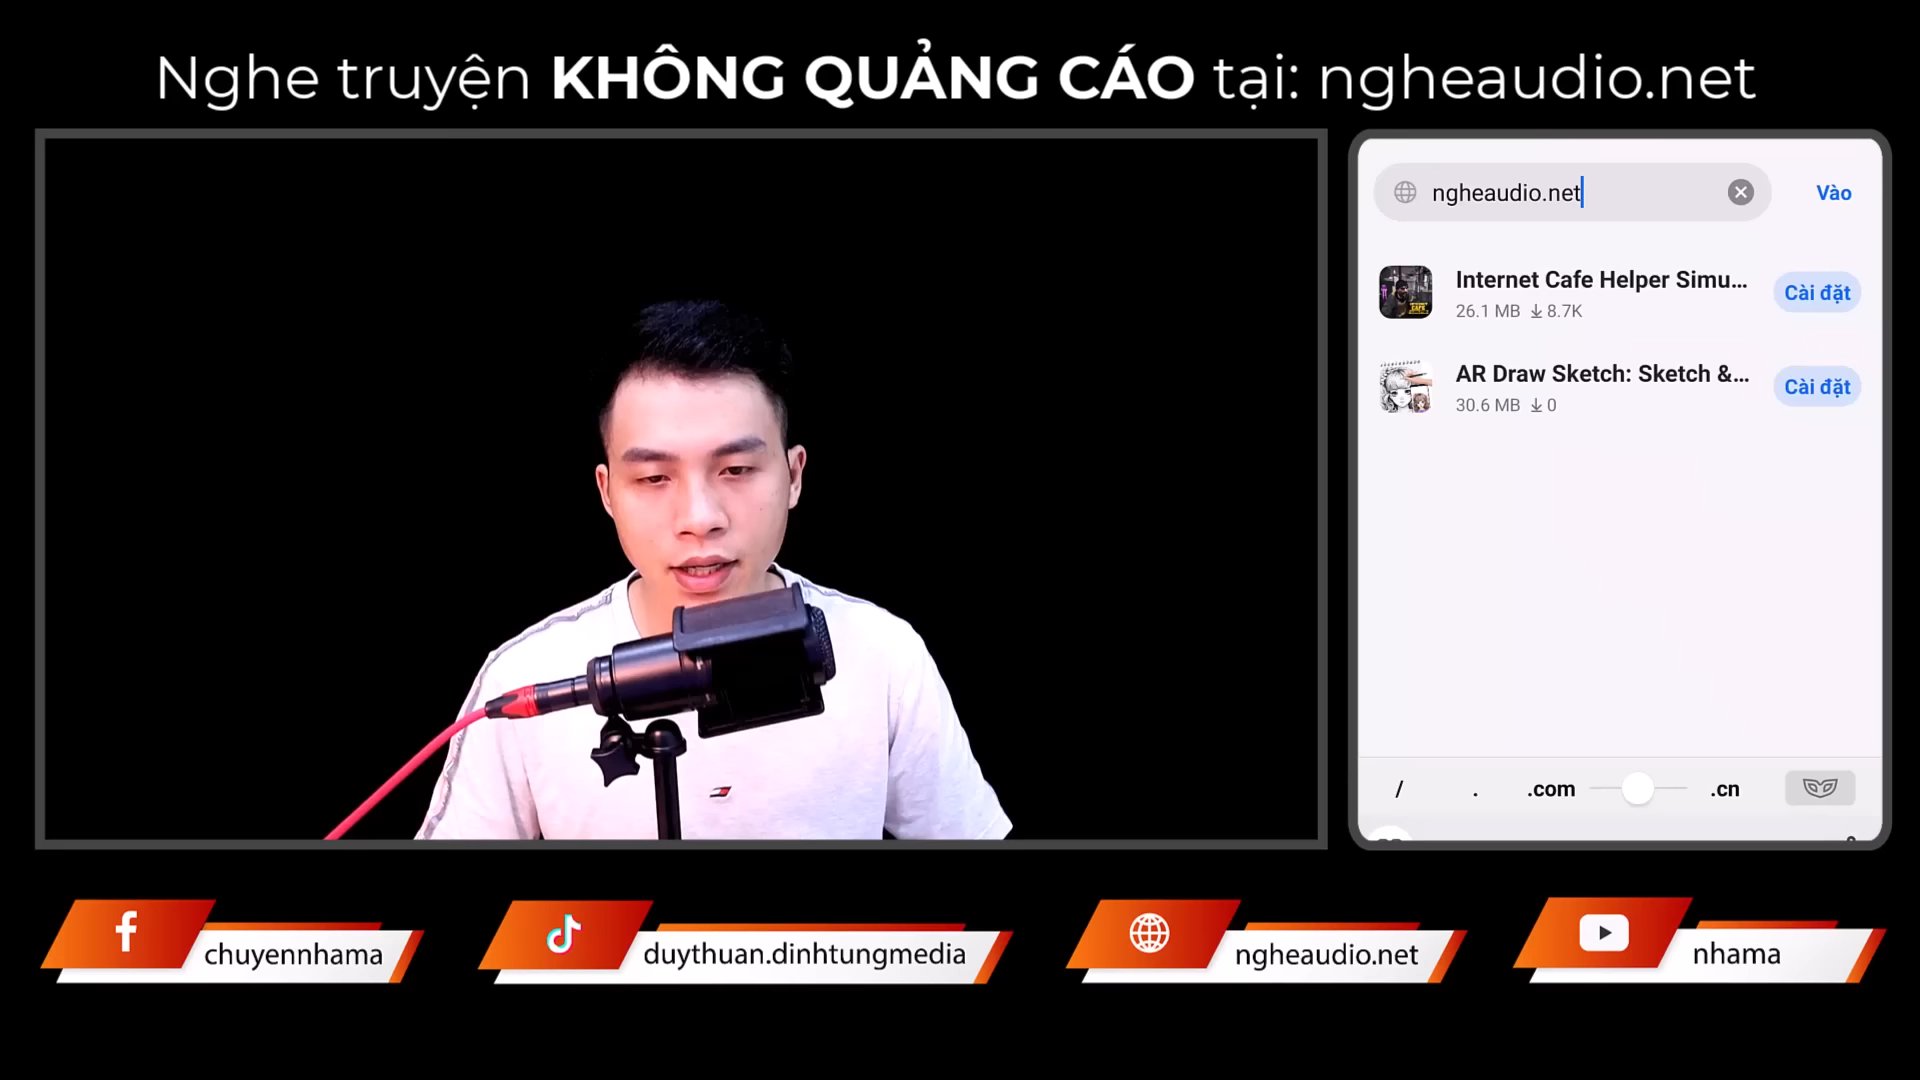 Nghe truyện KHÔNG QUẢNG CÁO tại: ngheaudio.net
ngheaudio.net
Vào
Internet Cafe Helper Simu...
26.1 MB 8.7K
Cài đặt
AR Draw Sketch: Sketch &...
30.6 MB 0
Cài đặt
/ . .com .cn
chuyennhama
duythuan.dinhtungmedia
ngheaudio.net
nhama